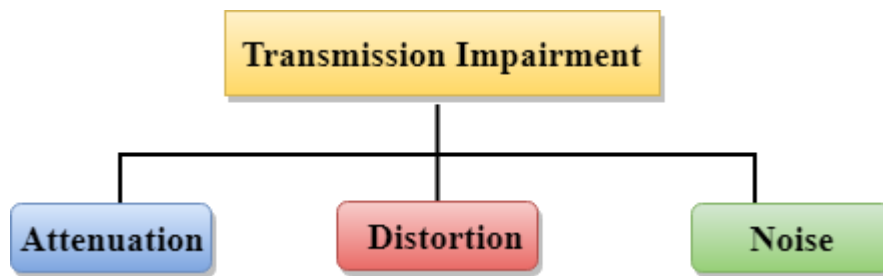 Transmission Impairment
Attenuation
Distortion
Noise